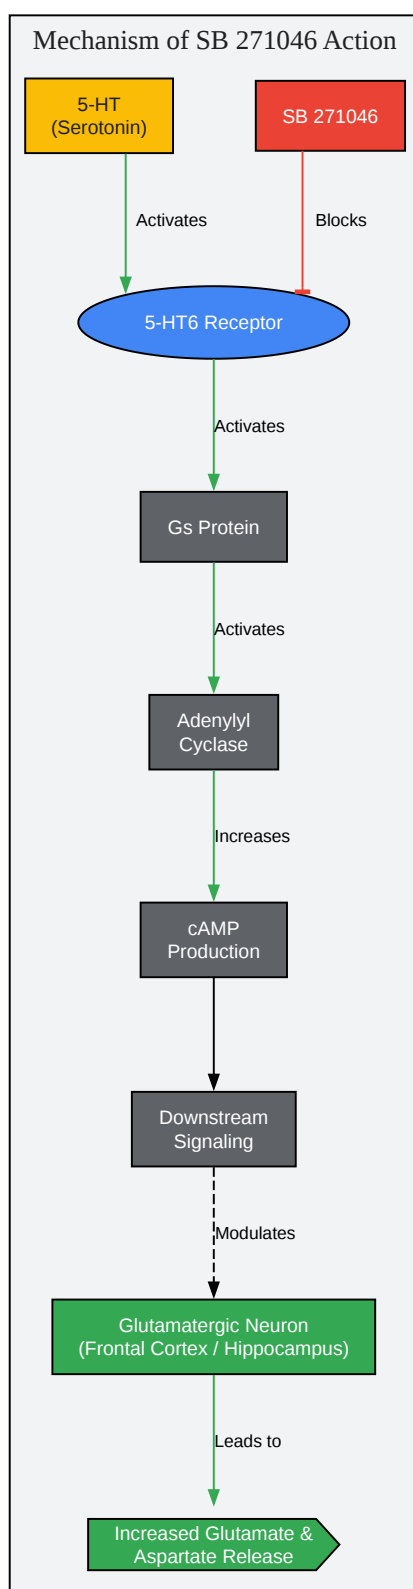 Mechanism of SB 271046 Action
5-HT
(Serotonin)
SB 271046
Activates
Blocks
5-HT6 Receptor
Activates
Gs Protein
Activates
Adenylyl
Cyclase
Increases
cAMP
Production
Downstream
Signaling
Modulates
Glutamatergic Neuron
(Frontal Cortex / Hippocampus)
Leads to
Increased Glutamate &
Aspartate Release